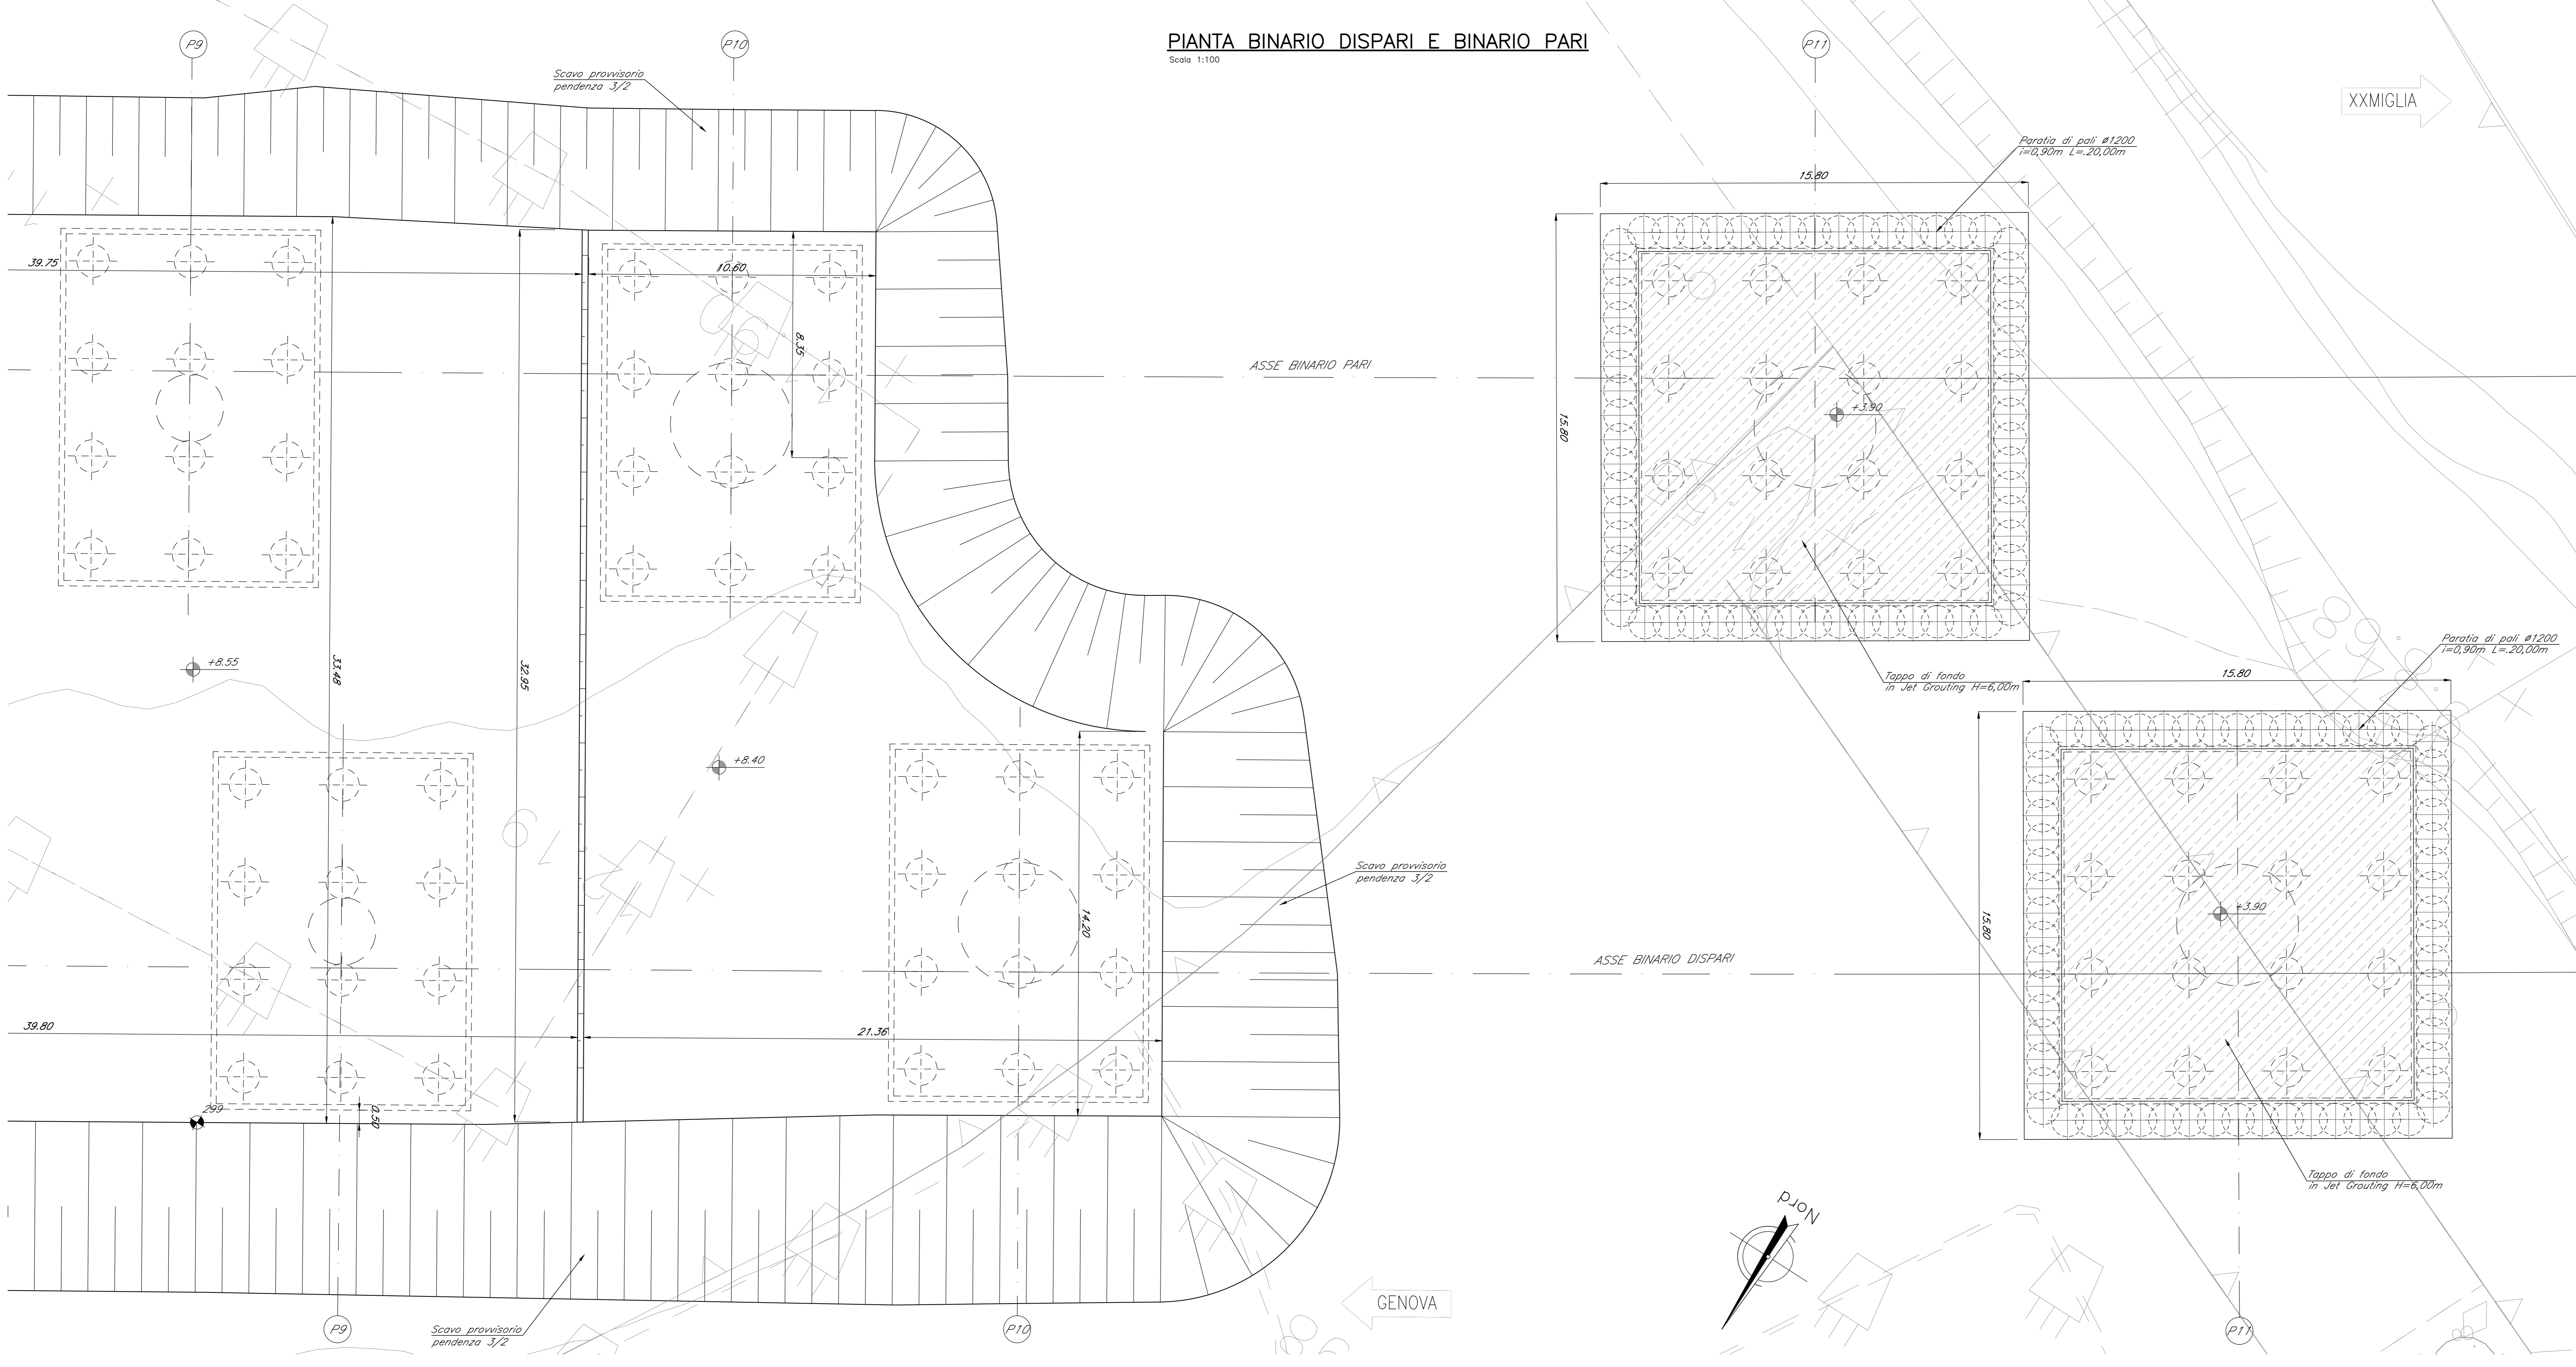 PIANTA BINARIO DISPARI E BINARIO PARI
Scala 1:100
P9
P10
P11
XXMIGLIA
Scavo provvisorio
pendenza 3/2
Paratia di pali ø1200
i=0,90m L=.20,00m
15.80
39.75
10.60
8.35
ASSE BINARIO PARI
15.80
+3.90
33.48
32.95
+8.55
+8.40
Tappo di fondo
in Jet Grouting H=6,00m
Paratia di pali ø1200
i=0,90m L=.20,00m
15.80
Scavo provvisorio
pendenza 3/2
14.20
15.80
+3.90
ASSE BINARIO DISPARI
39.80
21.36
299
0.50
Tappo di fondo
in Jet Grouting H=6,00m
Nord
GENOVA
P9
Scavo provvisorio
pendenza 3/2
P10
P11